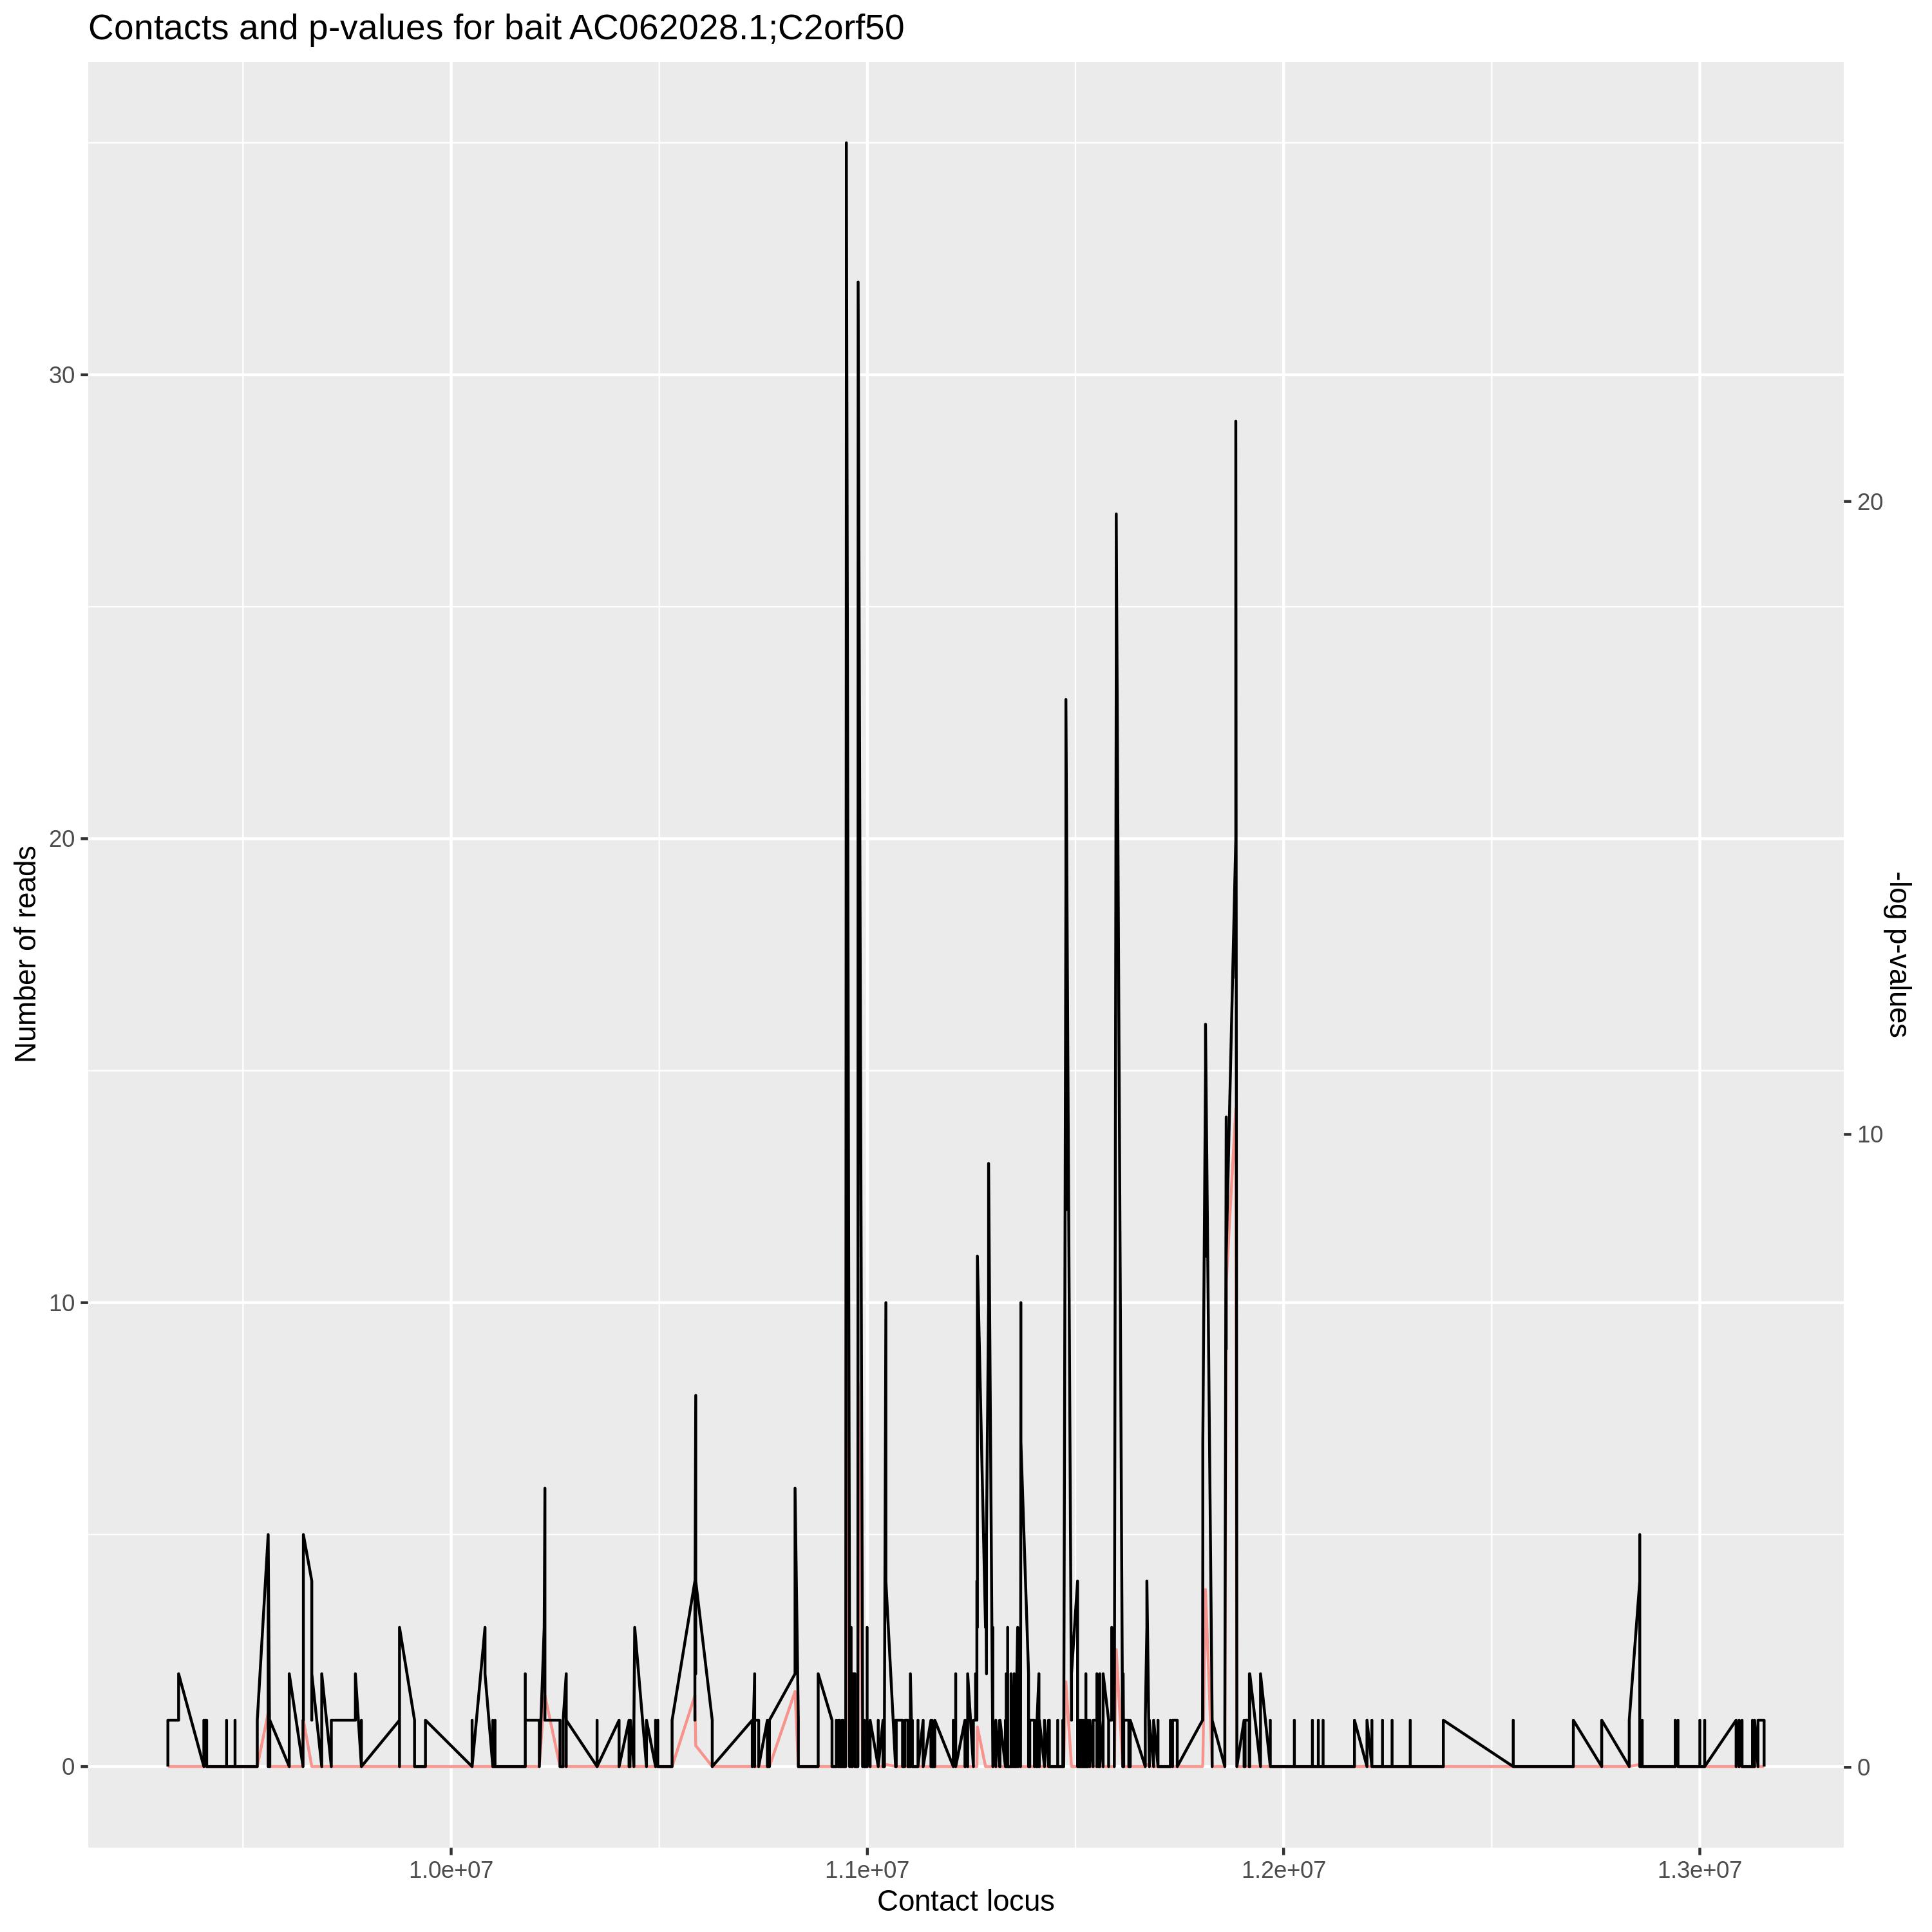 Contacts and p-values for bait AC062028.1;C2orf50
Number of reads
30
20
10
0
20
10
0
-log p-values
1.0e+07
1.1e+07
1.2e+07
1.3e+07
Contact locus